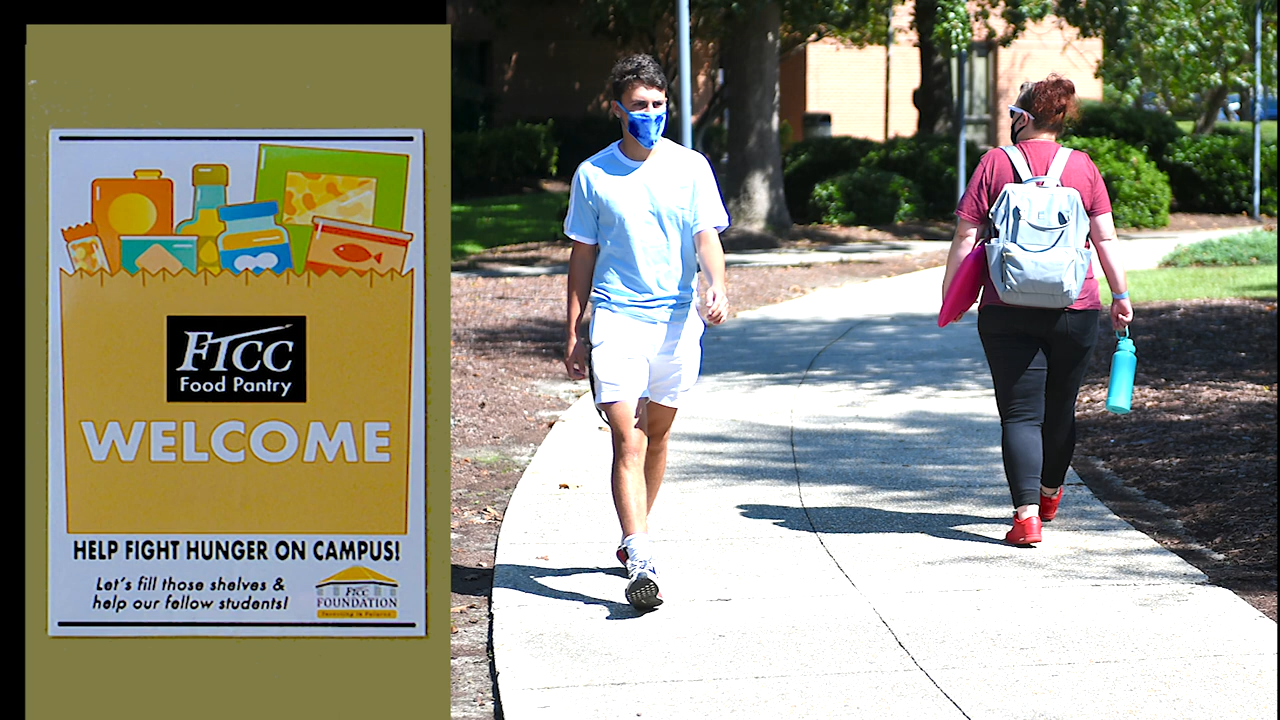 FTCC
Food Pantry
WELCOME
HELP FIGHT HUNGER ON CAMPUS!
Let's fill those shelves &
help our fellow students!
FTCC
FOUNDATION